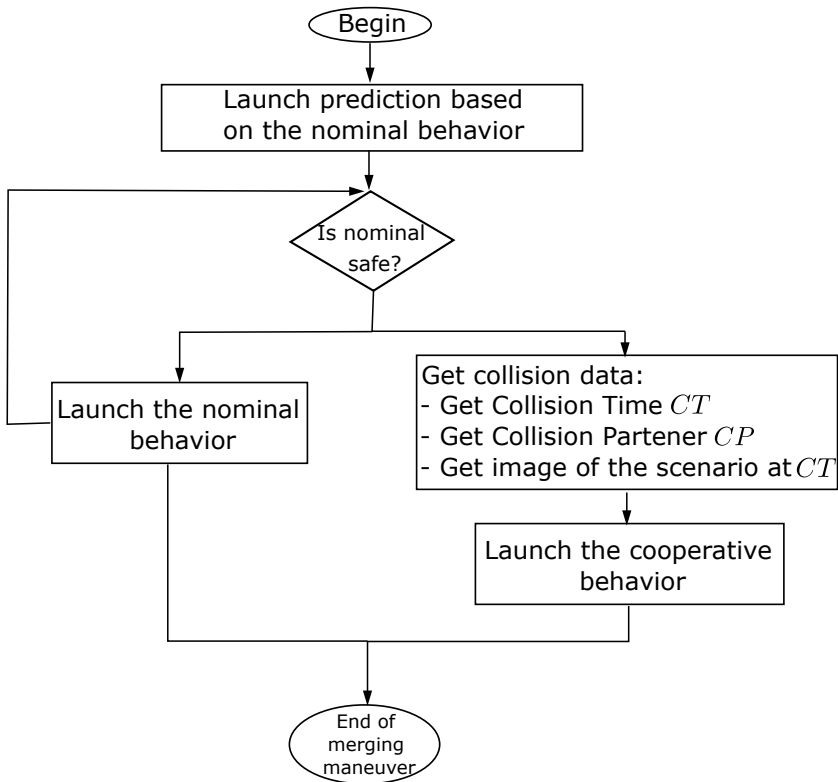 Begin
Launch prediction based
on the nominal behavior
Is nominal
safe?
Launch the nominal
behavior
Get collision data:
- Get Collision Time CT
- Get Collision Partener CP
- Get image of the scenario at CT
Launch the cooperative
behavior
End of
merging
maneuver